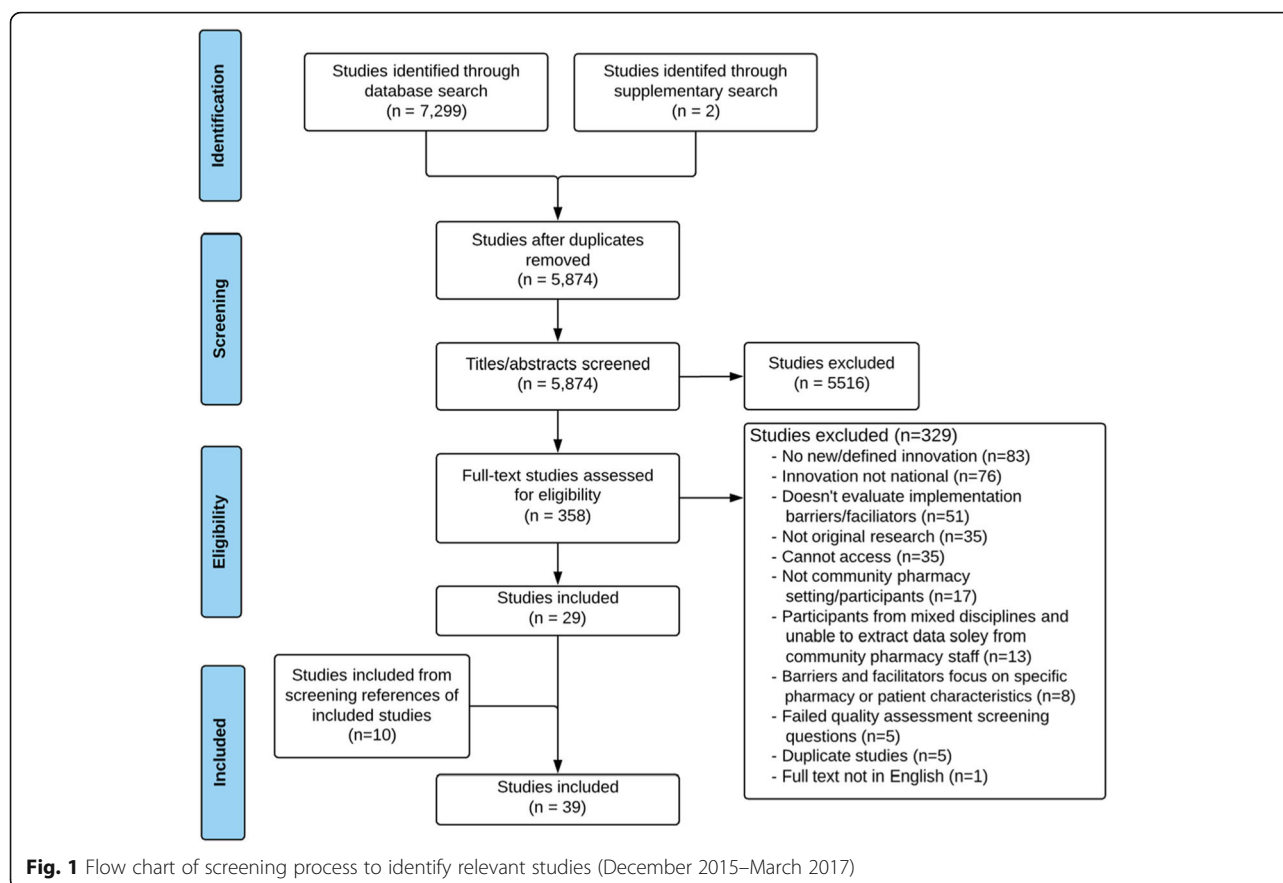 Identification
Studies identified through
database search
(n = 7,299)
Studies identifed through
supplementary search
(n = 2)
Screening
Studies after duplicates
removed
(n = 5,874)
Titles/abstracts screened
(n = 5,874)
Studies excluded
(n = 5516)
Eligibility
Full-text studies assessed
for eligibility
(n = 358)
Studies excluded (n=329)
- No new/defined innovation (n=83)
- Innovation not national (n=76)
- Doesn't evaluate implementation
barriers/faciliators (n=51)
- Not original research (n=35)
- Cannot access (n=35)
- Not community pharmacy
setting/participants (n=17)
- Participants from mixed disciplines and
unable to extract data soley from
community pharmacy staff (n=13)
- Barriers and facilitators focus on specific
pharmacy or patient characteristics (n=8)
- Failed quality assessment screening
questions (n=5)
- Duplicate studies (n=5)
- Full text not in English (n=1)
Studies included
(n = 29)
Included
Studies included from
screening references of
included studies
(n=10)
Studies included
(n = 39)
Fig. 1 Flow chart of screening process to identify relevant studies (December 2015–March 2017)